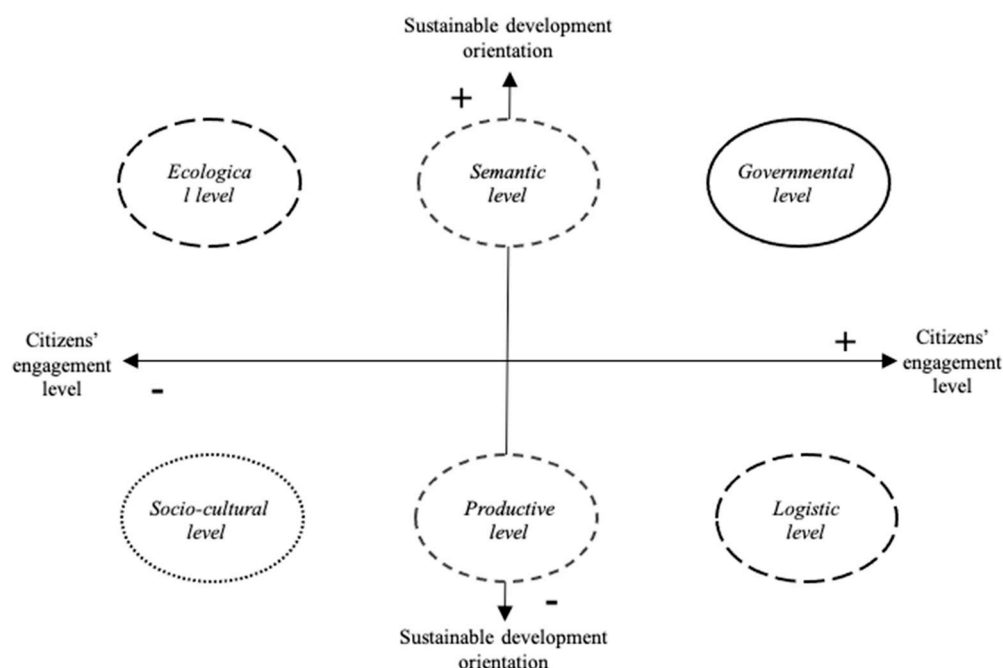 Sustainable development
orientation
+
Ecologica
l level
Semantic
level
Governmental
level
Citizens’
engagement
level
-
+
Citizens’
engagement
level
Socio-cultural
level
Productive
level
Logistic
level
-
Sustainable development
orientation